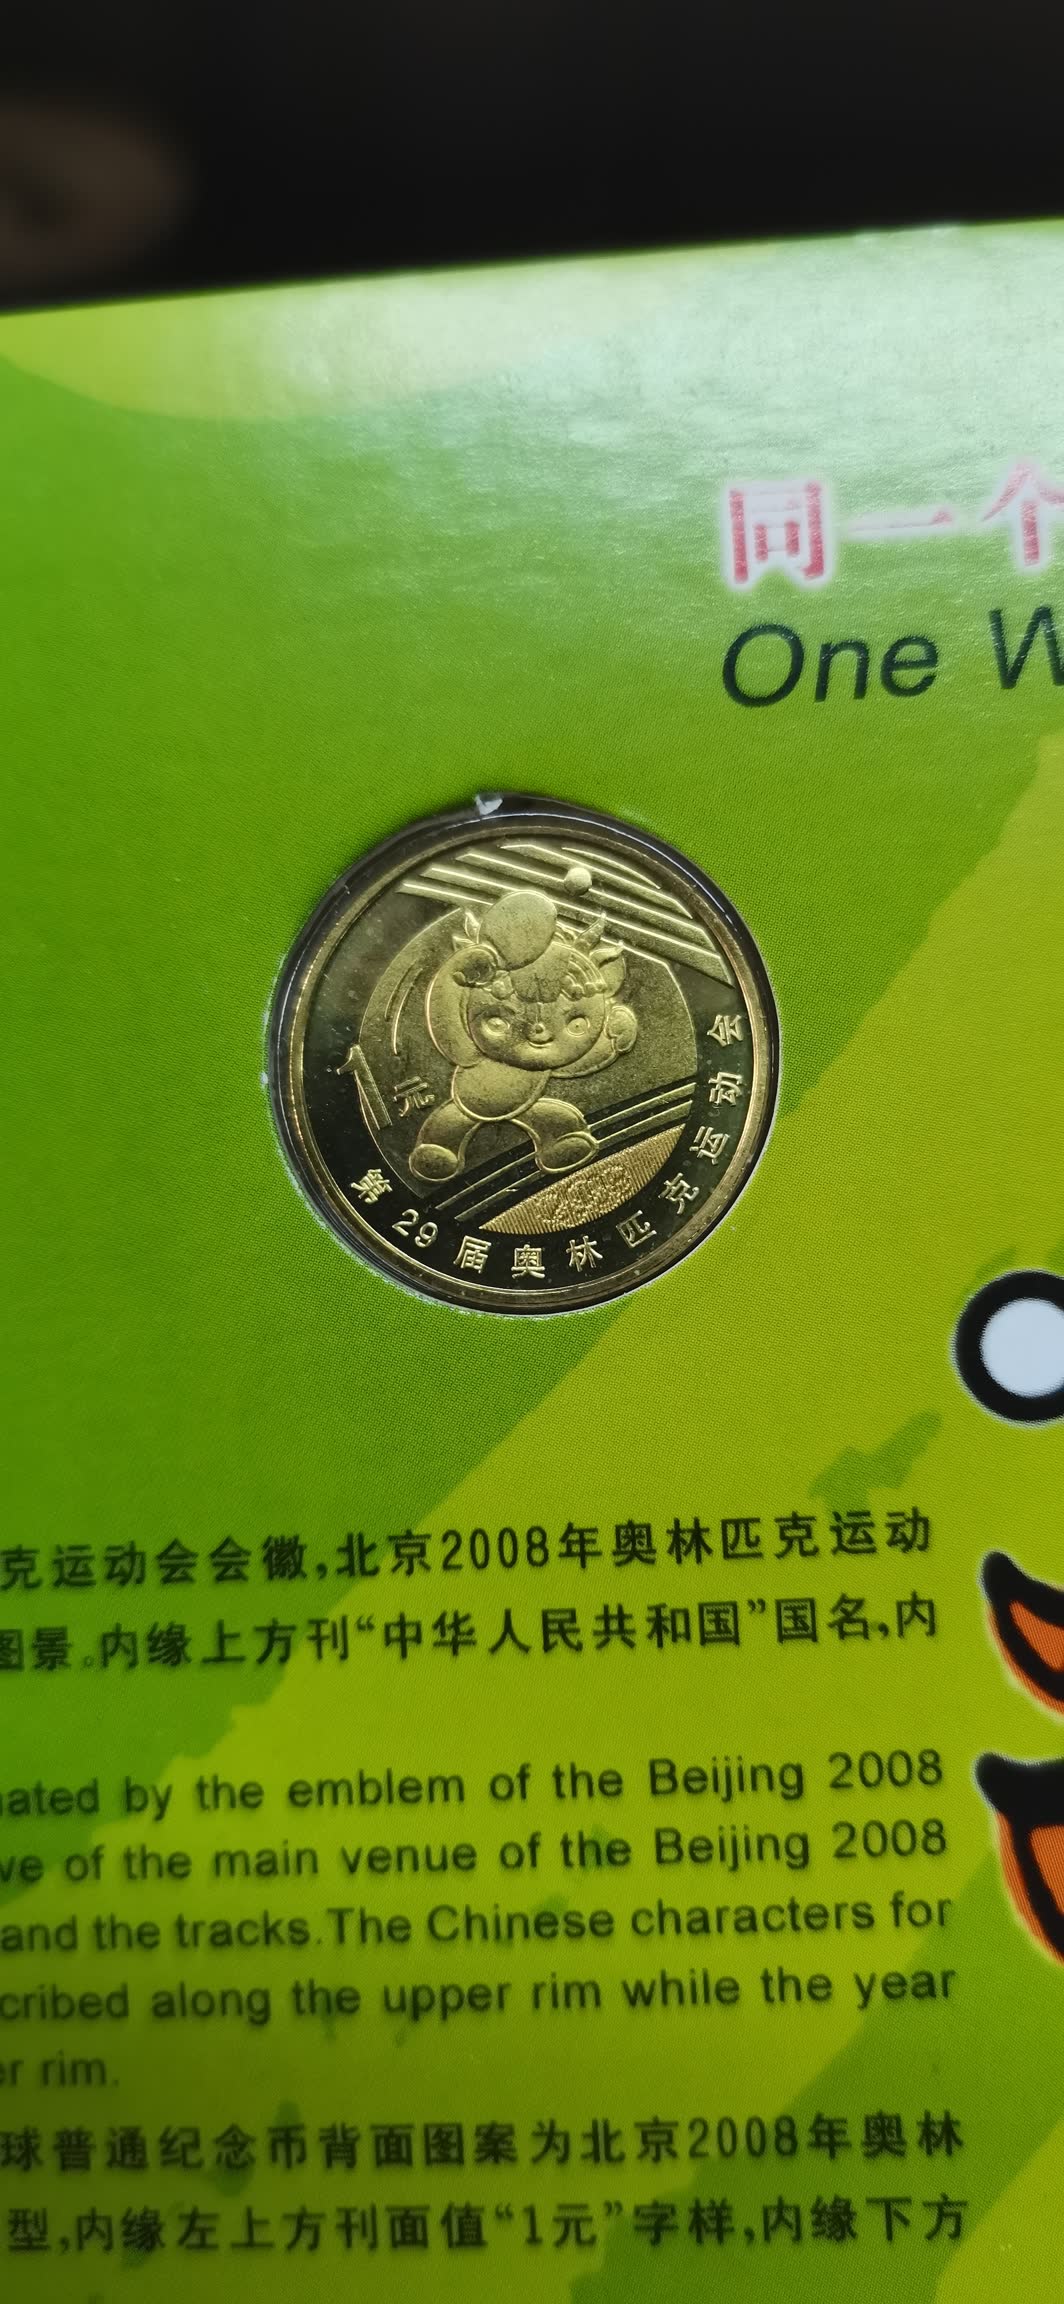 同一个
One W
1元
第29届奥林匹克运动会
克运动会会徽,北京2008年奥林匹克运动
图景。内缘上方刊“中华人民共和国”国名,内
nated by the emblem of the Beijing 2008
ve of the main venue of the Beijing 2008
and the tracks.The Chinese characters for
cribed along the upper rim while the year
er rim.
球普通纪念币背面图案为北京2008年奥林
型,内缘左上方刊面值“1元”字样,内缘下方